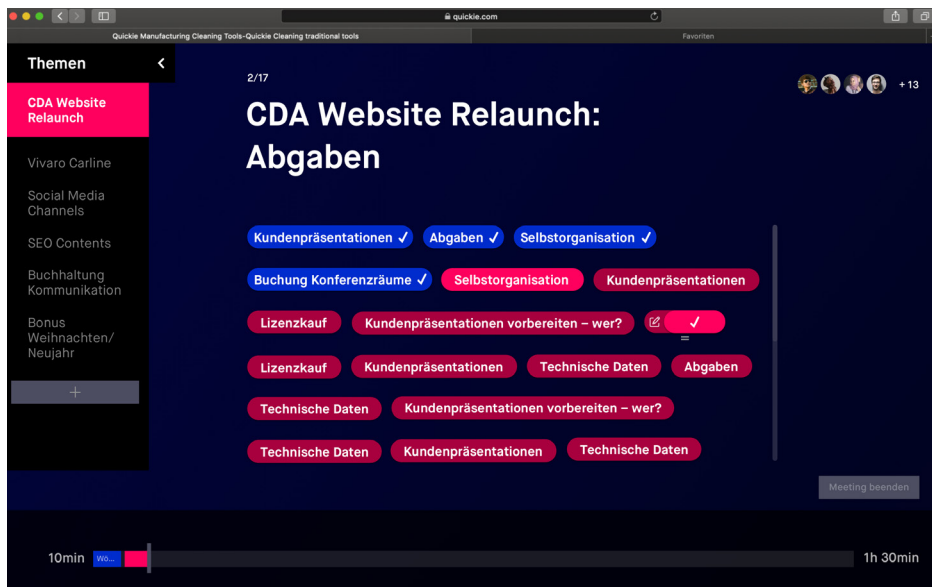 quickie.com
Quickie Manufacturing Cleaning Tools-Quickie Cleaning traditional tools
Favoriten
Themen
CDA Website
Relaunch
Vivaro Carline
Social Media
Channels
SEO Contents
Buchhaltung
Kommunikation
Bonus
Weihnachten/
Neujahr
2/17
+ 13
CDA Website Relaunch:
Abgaben
Kundenpräsentationen ✓ Abgaben ✓ Selbstorganisation ✓
Buchung Konferenzräume ✓ Selbstorganisation Kundenpräsentationen
Lizenzkauf Kundenpräsentationen vorbereiten – wer?
Lizenzkauf Kundenpräsentationen Technische Daten Abgaben
Technische Daten Kundenpräsentationen vorbereiten – wer?
Technische Daten Kundenpräsentationen Technische Daten
Meeting beenden
10min Wö... 1h 30min